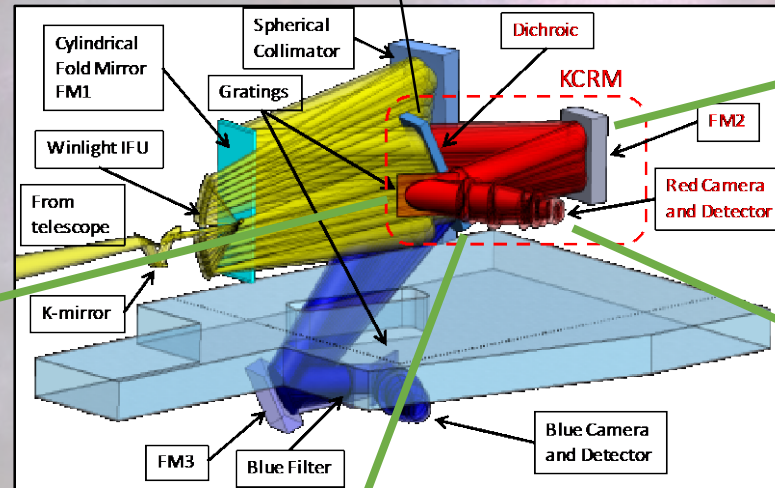 Spherical
Collimator
Dichroic
Cylindrical
Fold Mirror
FM1
Gratings
KCRM
FM2
Winlight IFU
Red Camera
and Detector
From
telescope
K-mirror
FM3
Blue Filter
Blue Camera
and Detector